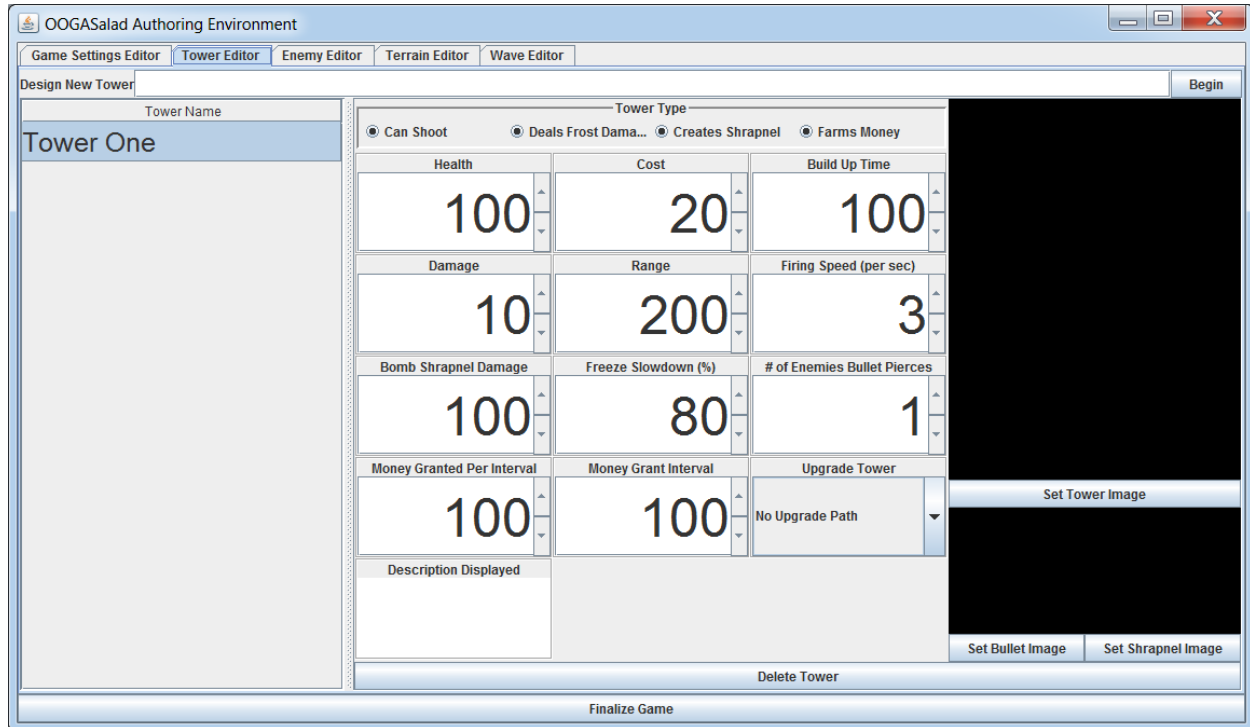 OOGASalad Authoring Environment
Game Settings Editor Tower Editor Enemy Editor Terrain Editor Wave Editor
Design New Tower Begin
Tower Name
Tower One
Tower Type
Can Shoot Deals Frost Dama... Creates Shrapnel Farms Money
Health Cost Build Up Time
100 20 100
Damage Range Firing Speed (per sec)
10 200 3
Bomb Shrapnel Damage Freeze Slowdown (%) # of Enemies Bullet Pierces
100 80 1
Money Granted Per Interval Money Grant Interval Upgrade Tower
100 100 No Upgrade Path
Description Displayed
Set Tower Image
Set Bullet Image Set Shrapnel Image
Delete Tower
Finalize Game